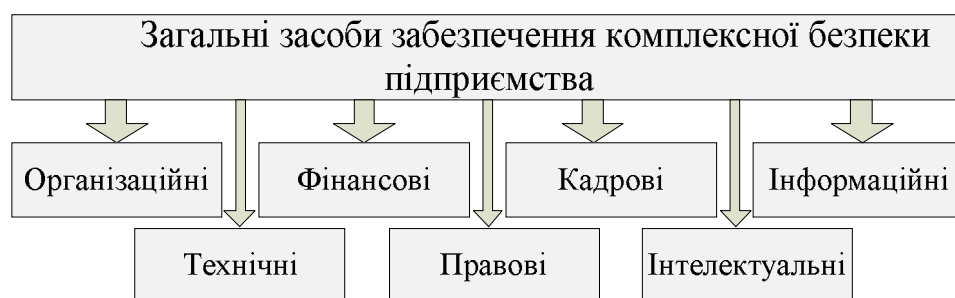 Загальні засоби забезпечення комплексної безпеки
підприємства
Організаційні
Фінансові
Кадрові
Інформаційні
Технічні
Правові
Інтелектуальні